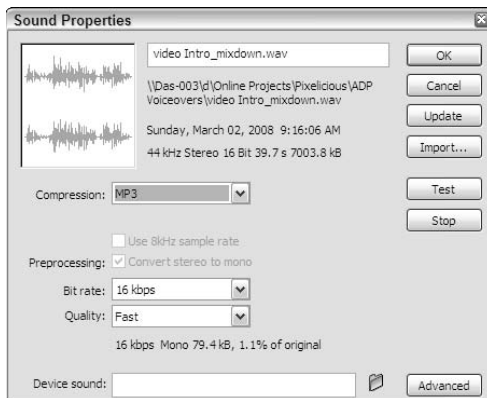 Sound Properties
video Intro_mixdown.wav
OK
\\Das-003\d\Online Projects\Pixelicious\ADP
Voiceovers\video Intro_mixdown.wav
Cancel
Update
Sunday, March 02, 2008 9:16:06 AM
44 kHz Stereo 16 Bit 39.7 s 7003.8 kB
Import...
Compression: MP3
Test
Stop
Use 8kHz sample rate
Preprocessing: Convert stereo to mono
Bit rate: 16 kbps
Quality: Fast
16 kbps Mono 79.4 kB, 1.1% of original
Device sound:
Advanced